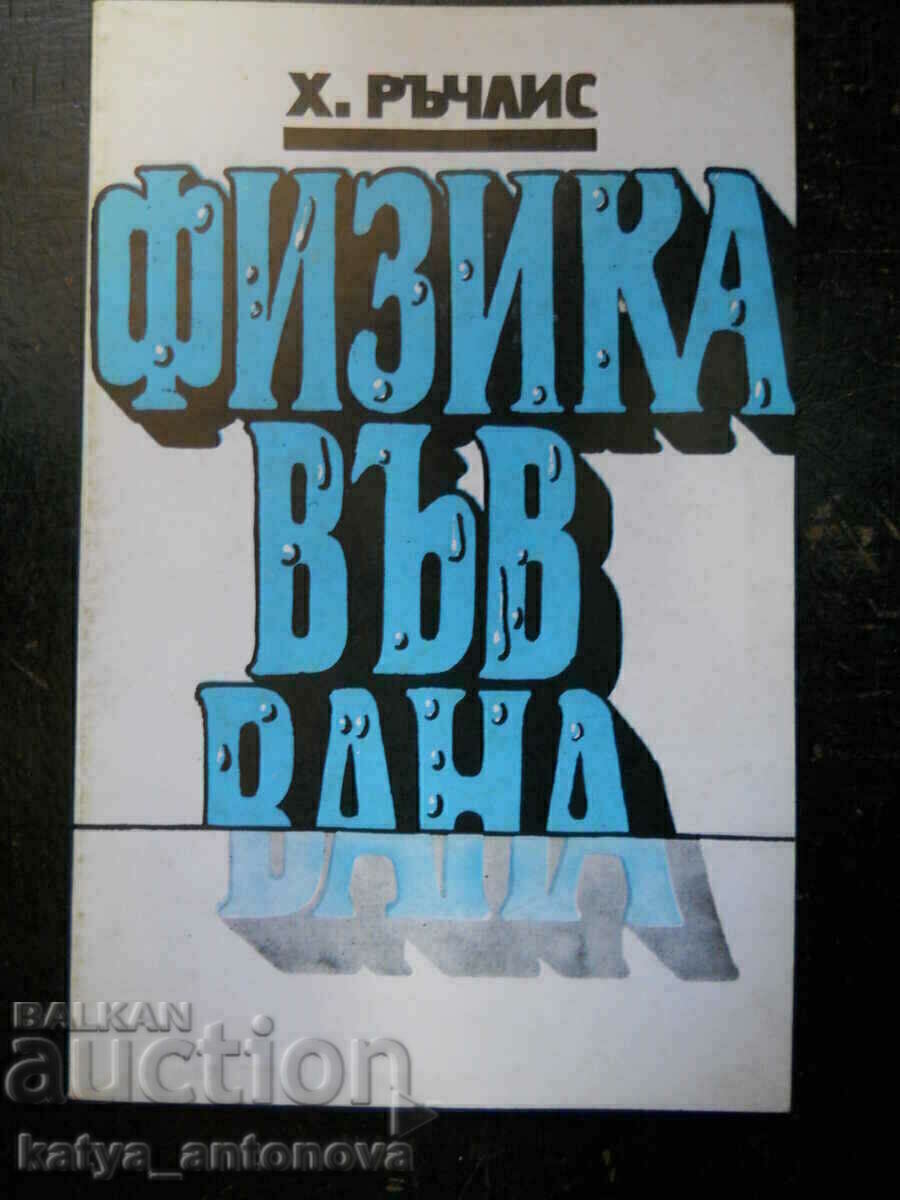 Х. РЪЧЛИС
ФИЗИКА
ВЪВ
ВАНА
BALKAN
auction
katya_antonova